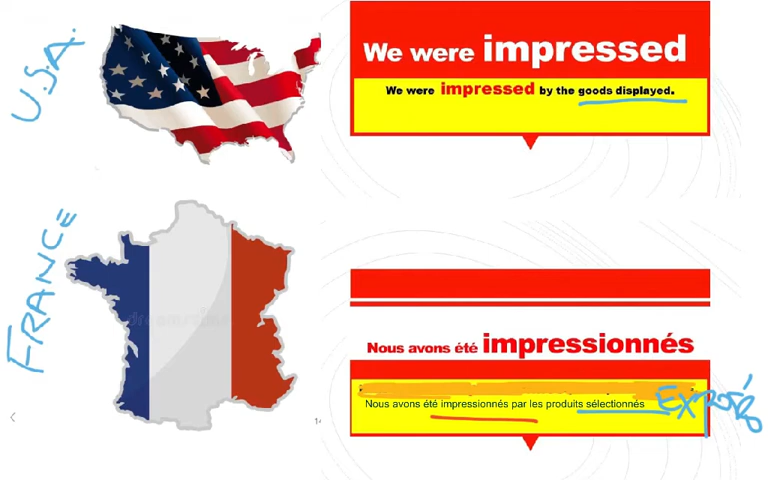 U.S.A.
We were impressed
We were impressed by the goods displayed.
FRANCE
Nous avons été impressionnés
Nous avons été impressionnés par les produits sélectionnés EXPOSÉS